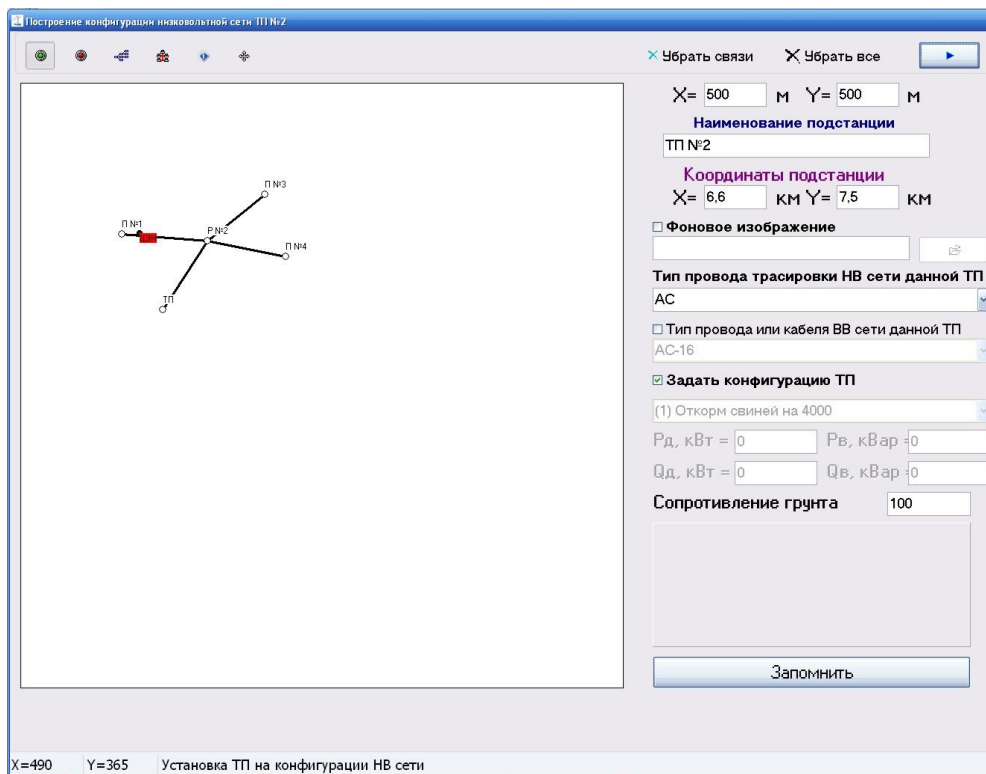 Построение конфигурации низковольтной сети ТП №2
Убрать связи Убрать все
X= 500 м Y= 500 м
Наименование подстанции
ТП №2
Координаты подстанции
X= 6,6 км Y= 7,5 км
Фоновое изображение
Тип провода трасировки НВ сети данной ТП
АС
Тип провода или кабеля ВВ сети данной ТП
АС-16
Задать конфигурацию ТП
(1) Откорм свиней на 4000
Рд, кВт = 0 Рв, кВар = 0
Qд, кВт = 0 Qв, кВар = 0
Сопротивление грунта 100
Запомнить
П №3
П №1
Р №2
П №4
ТП
X=490 Y=365 Установка ТП на конфигурации НВ сети